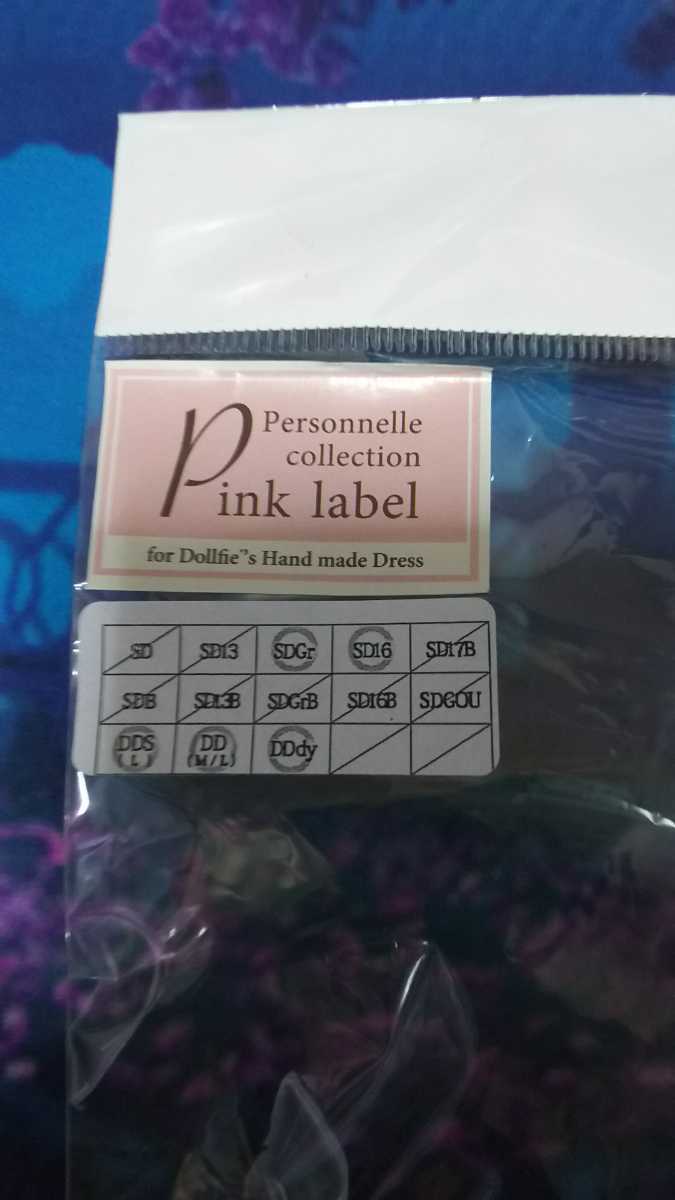 Personnelle
collection
Pink label
for Dollfie"s Hand made Dress
SD SD13 SDGr SD16 SD17B
SDB SD13B SDGrB SD16B SDGOU
DDS DD DDdy
(L) (M/L)